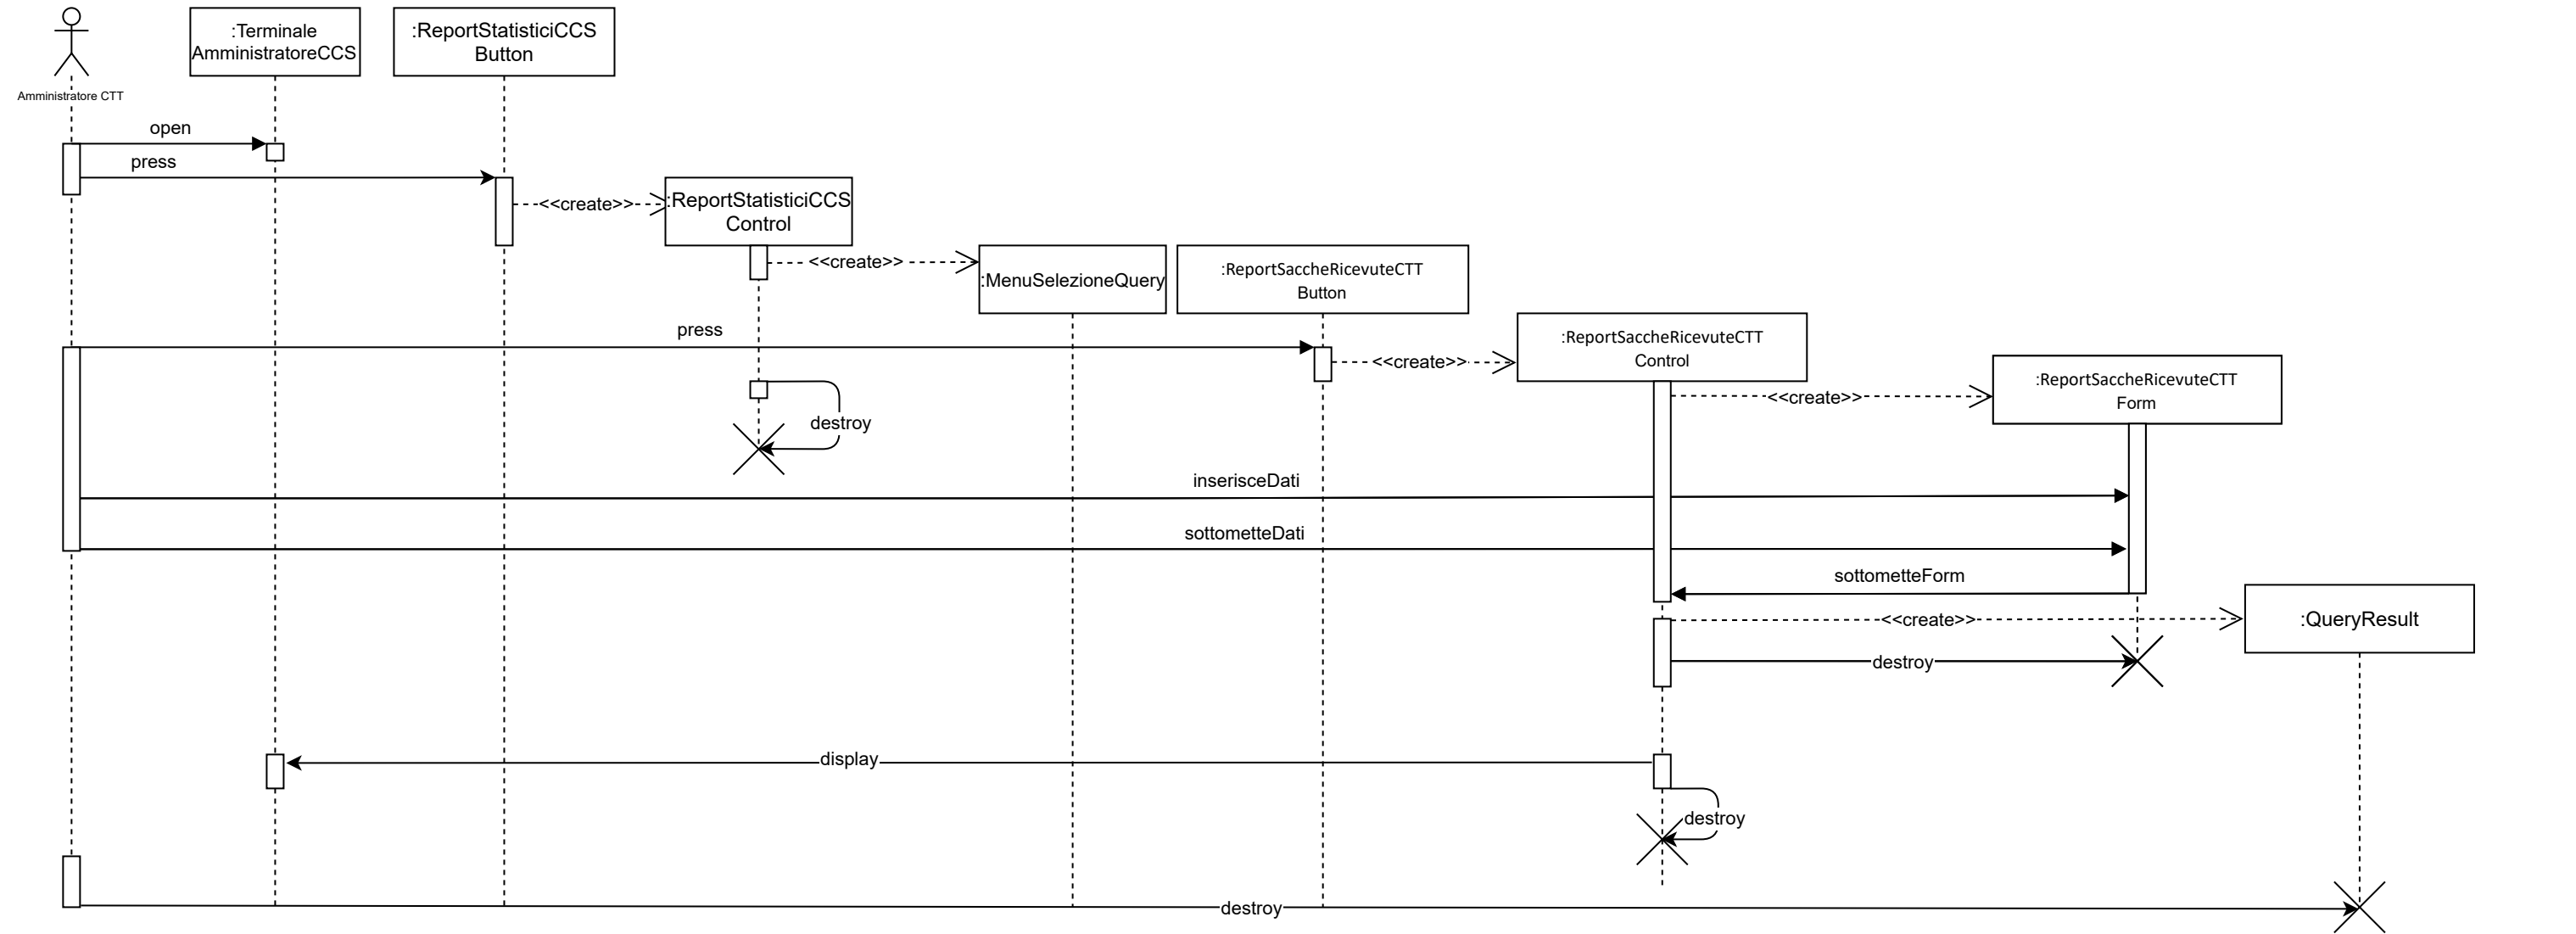 :Terminale
AmministratoreCCS
:ReportStatisticiCCS
Button
Amministratore CTT
open
press
<<create>>
:ReportStatisticiCCS
Control
<<create>>
:MenuSelezioneQuery
:ReportSaccheRicevuteCTT
Button
press
<<create>>
:ReportSaccheRicevuteCTT
Control
<<create>>
:ReportSaccheRicevuteCTT
Form
destroy
inserisceDati
sottometteDati
sottometteForm
<<create>>
:QueryResult
destroy
display
destroy
destroy